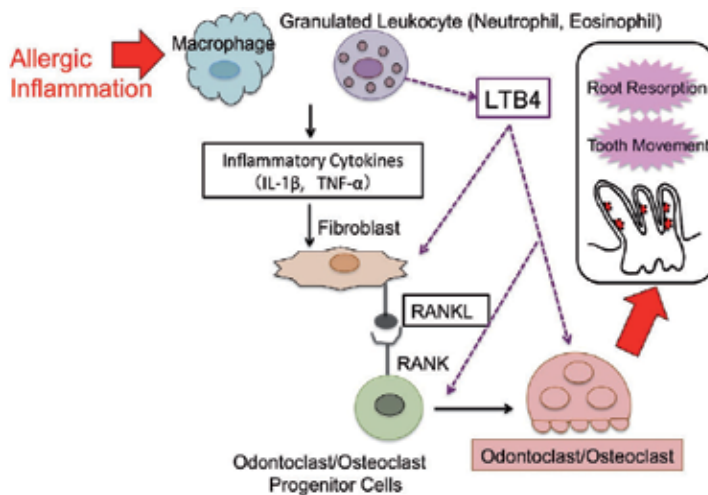 Granulated Leukocyte (Neutrophil, Eosinophil)
Macrophage
Allergic
Inflammation
LTB4
Root Resorption
Tooth Movement
Inflammatory Cytokines
(IL-1β, TNF-α)
Fibroblast
RANKL
RANK
Odontoclast/Osteoclast
Progenitor Cells
Odontoclast/Osteoclast